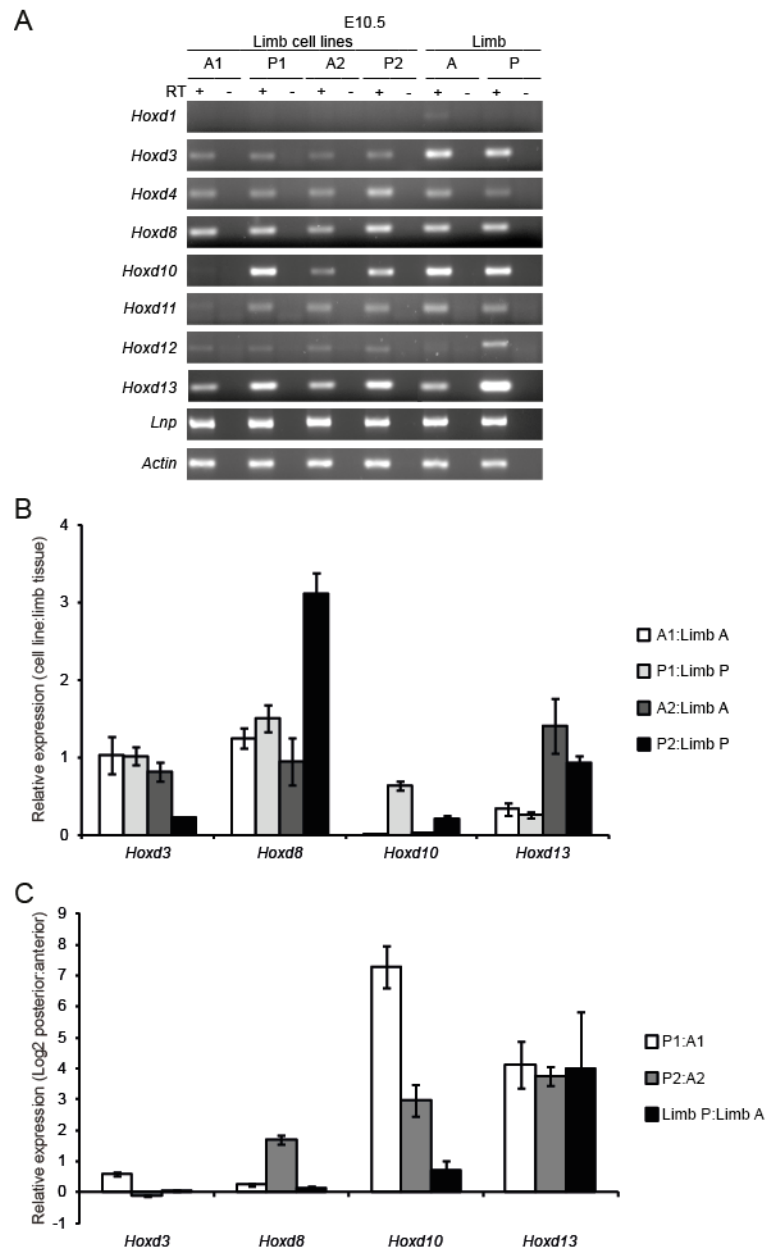 A
E10.5
Limb cell lines Limb
A1 P1 A2 P2 A P
RT + - + - + - + - + - + -
Hoxd1
Hoxd3
Hoxd4
Hoxd8
Hoxd10
Hoxd11
Hoxd12
Hoxd13
Lnp
Actin
B
Relative expression (cell line:limb tissue)
4
3
2
1
0
Hoxd3 Hoxd8 Hoxd10 Hoxd13
A1:Limb A
P1:Limb P
A2:Limb A
P2:Limb P
C
Relative expression (Log2 posterior:anterior)
9
8
7
6
5
4
3
2
1
0
-1
Hoxd3 Hoxd8 Hoxd10 Hoxd13
P1:A1
P2:A2
Limb P:Limb A